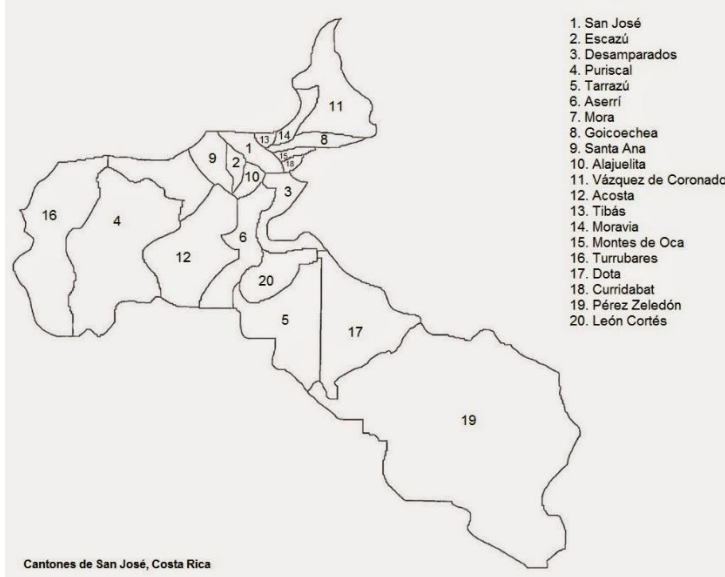 1. San José
2. Escazú
3. Desamparados
4. Puriscal
5. Tarrazú
6. Aserrí
7. Mora
8. Goicoechea
9. Santa Ana
10. Alajuelita
11. Vázquez de Coronado
12. Acosta
13. Tibás
14. Moravia
15. Montes de Oca
16. Turrubares
17. Dota
18. Curridabat
19. Pérez Zeledón
20. León Cortés
11
13
14
8
1
15
18
9
2
10
3
16
4
6
12
20
5
17
19
Cantones de San José, Costa Rica